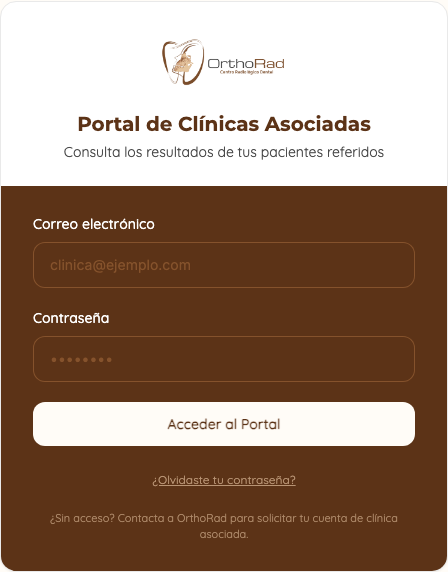 OrthoRad
Centro Radiológico Dental
Portal de Clínicas Asociadas
Consulta los resultados de tus pacientes referidos
Correo electrónico
clinica@ejemplo.com
Contraseña
••••••••
Acceder al Portal
¿Olvidaste tu contraseña?
¿Sin acceso? Contacta a OrthoRad para solicitar tu cuenta de clínica
asociada.